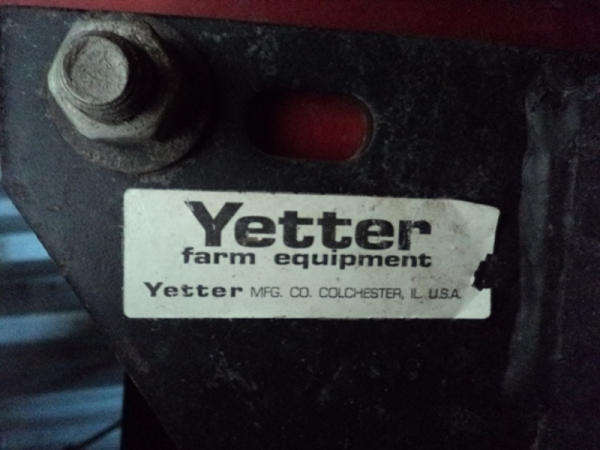 Yetter
farm equipment
Yetter MFG. CO. COLCHESTER, IL. U.S.A.